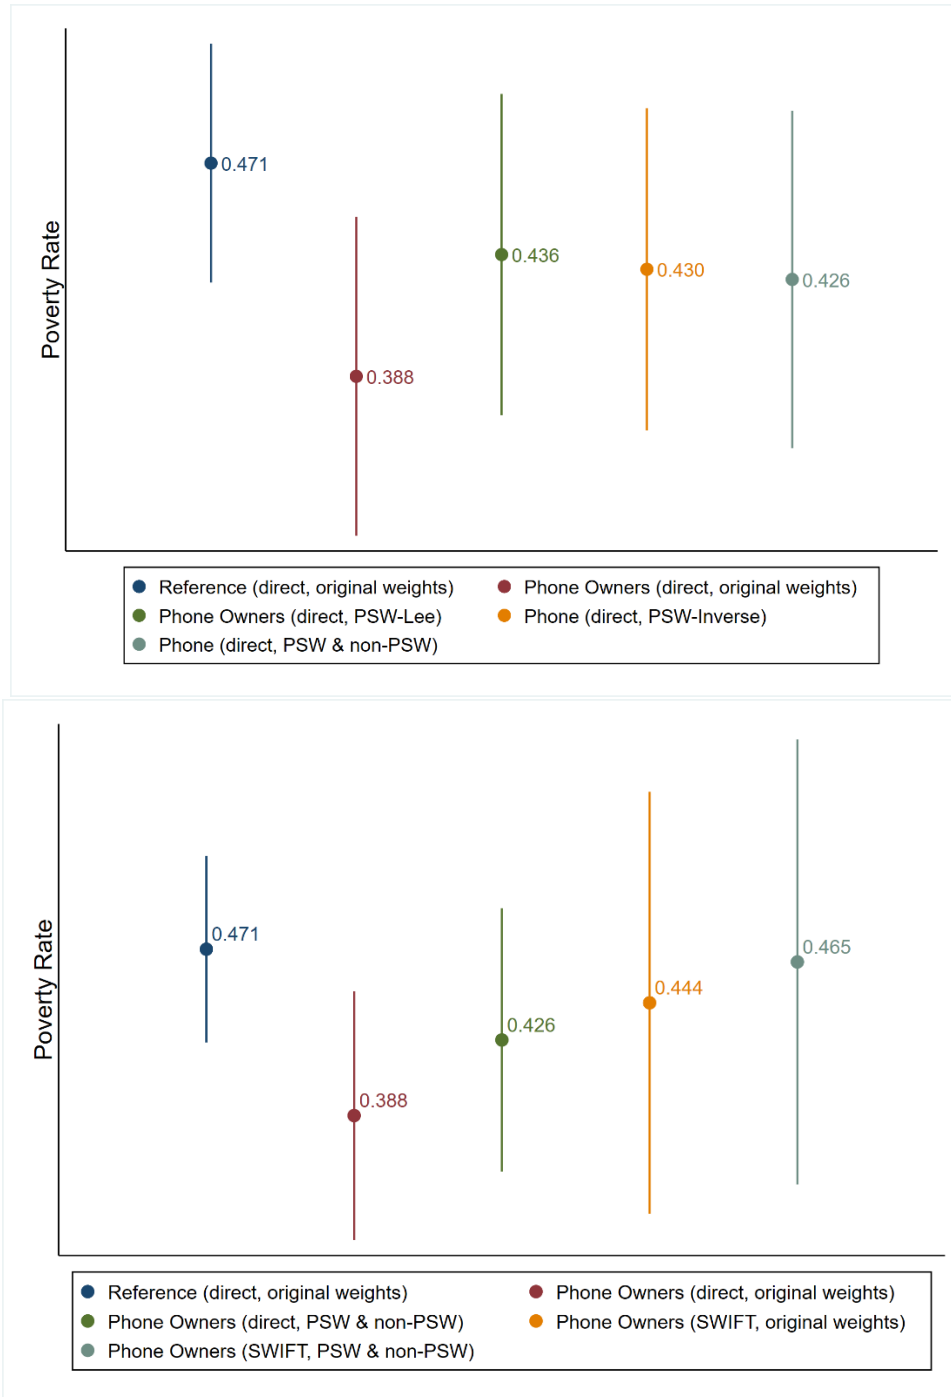 Poverty Rate
0.471
0.388
0.436
0.430
0.426
Reference (direct, original weights)
Phone Owners (direct, original weights)
Phone Owners (direct, PSW-Lee)
Phone (direct, PSW-Inverse)
Phone (direct, PSW & non-PSW)
Poverty Rate
0.471
0.388
0.426
0.444
0.465
Reference (direct, original weights)
Phone Owners (direct, original weights)
Phone Owners (direct, PSW & non-PSW)
Phone Owners (SWIFT, original weights)
Phone Owners (SWIFT, PSW & non-PSW)